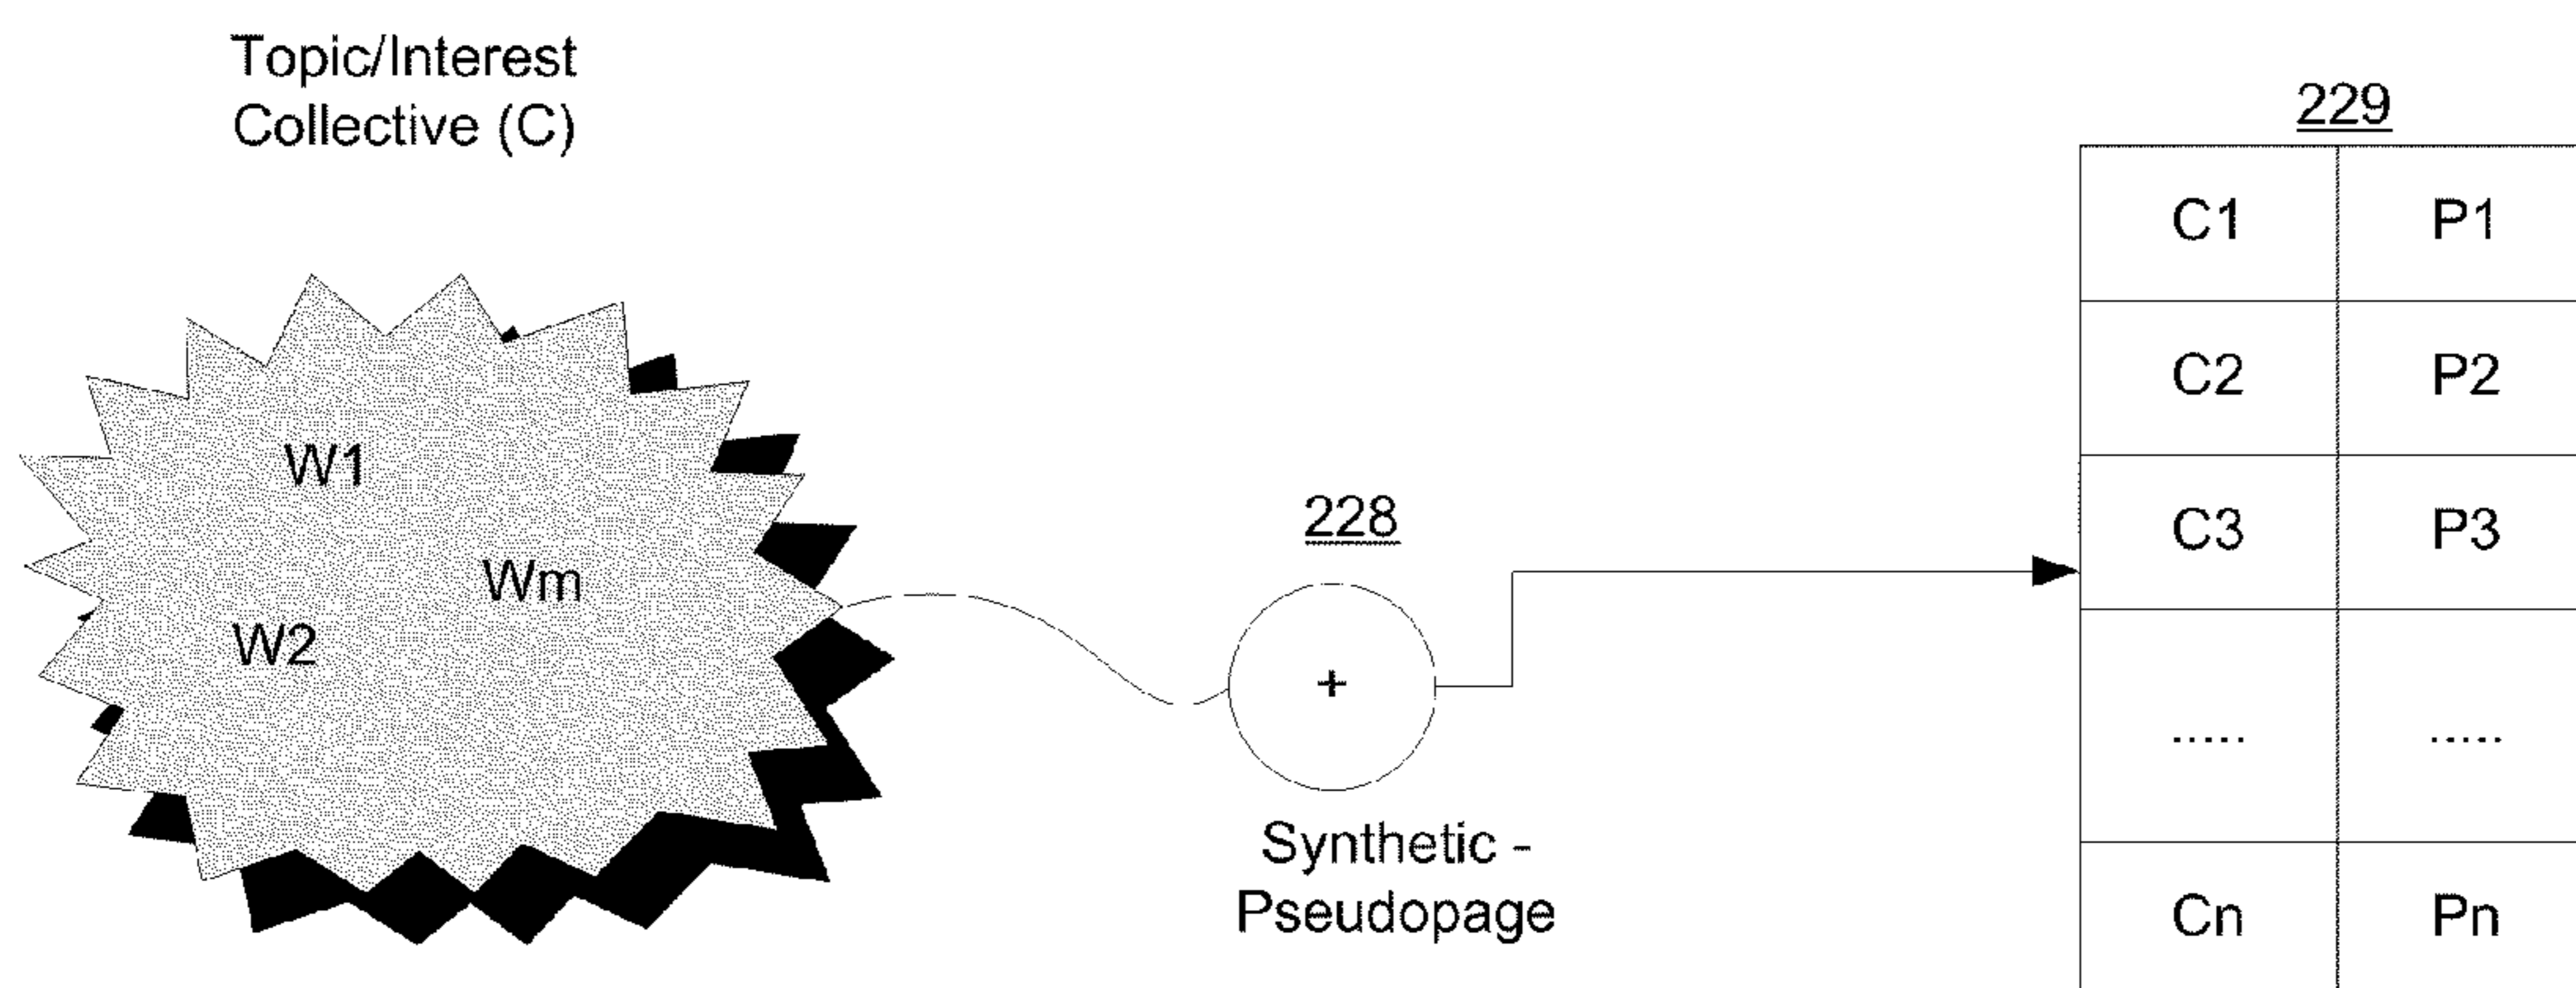 Topic/Interest
Collective (C)
W1
Wm
W2
228
+
Synthetic -
Pseudopage
229
C1 P1
C2 P2
C3 P3
..... .....
Cn Pn